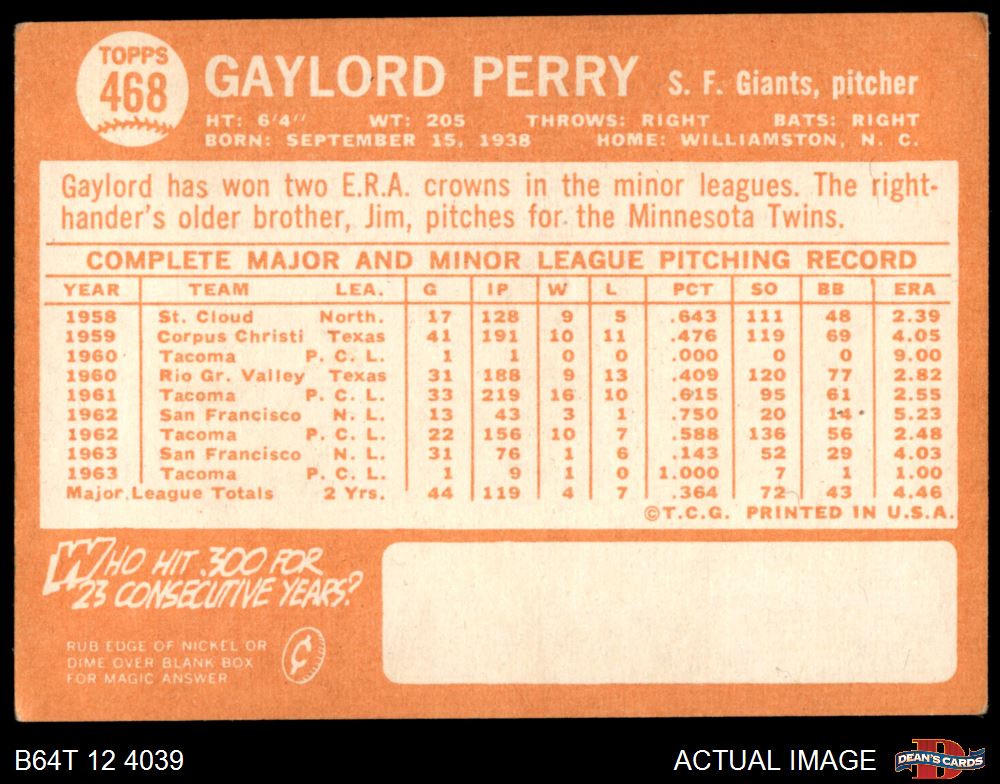 TOPPS
468
GAYLORD PERRY S. F. Giants, pitcher
HT: 6'4" WT: 205 THROWS: RIGHT BATS: RIGHT
BORN: SEPTEMBER 15, 1938 HOME: WILLIAMSTON, N. C.
Gaylord has won two E.R.A. crowns in the minor leagues. The right-
hander's older brother, Jim, pitches for the Minnesota Twins.
COMPLETE MAJOR AND MINOR LEAGUE PITCHING RECORD
YEAR TEAM LEA. G IP W L PCT SO BB ERA
1958 St. Cloud North. 17 128 9 5 .643 111 48 2.39
1959 Corpus Christi Texas 41 191 10 11 .476 119 69 4.05
1960 Tacoma P. C. L. 1 1 0 0 .000 0 0 9.00
1960 Rio Gr. Valley Texas 31 188 9 13 .409 120 77 2.82
1961 Tacoma P. C. L. 33 219 16 10 .615 95 61 2.55
1962 San Francisco N. L. 13 43 3 1 .750 20 14 5.23
1962 Tacoma P. C. L. 22 156 10 7 .588 136 56 2.48
1963 San Francisco N. L. 31 76 1 6 .143 52 29 4.03
1963 Tacoma P. C. L. 1 9 1 0 1.000 7 1 1.00
Major League Totals 2 Yrs. 44 119 4 7 .364 72 43 4.46
©T.C.G. PRINTED IN U.S.A.
WHO HIT .300 FOR
23 CONSECUTIVE YEARS?
RUB EDGE OF NICKEL OR
DIME OVER BLANK BOX
FOR MAGIC ANSWER
¢
B64T 12 4039 ACTUAL IMAGE
D
DEAN'S CARDS